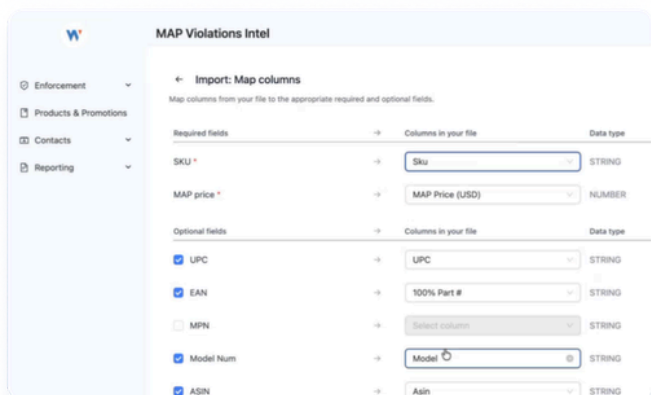 MAP Violations Intel
Enforcement
Products & Promotions
Contacts
Reporting
← Import: Map columns
Map columns from your file to the appropriate required and optional fields.
Required fields → Columns in your file Data type
SKU * → Sku STRING
MAP price * → MAP Price (USD) NUMBER
Optional fields → Columns in your file Data type
UPC → UPC STRING
EAN → 100% Part # STRING
MPN → Select column STRING
Model Num → Model STRING
ASIN → Asin STRING